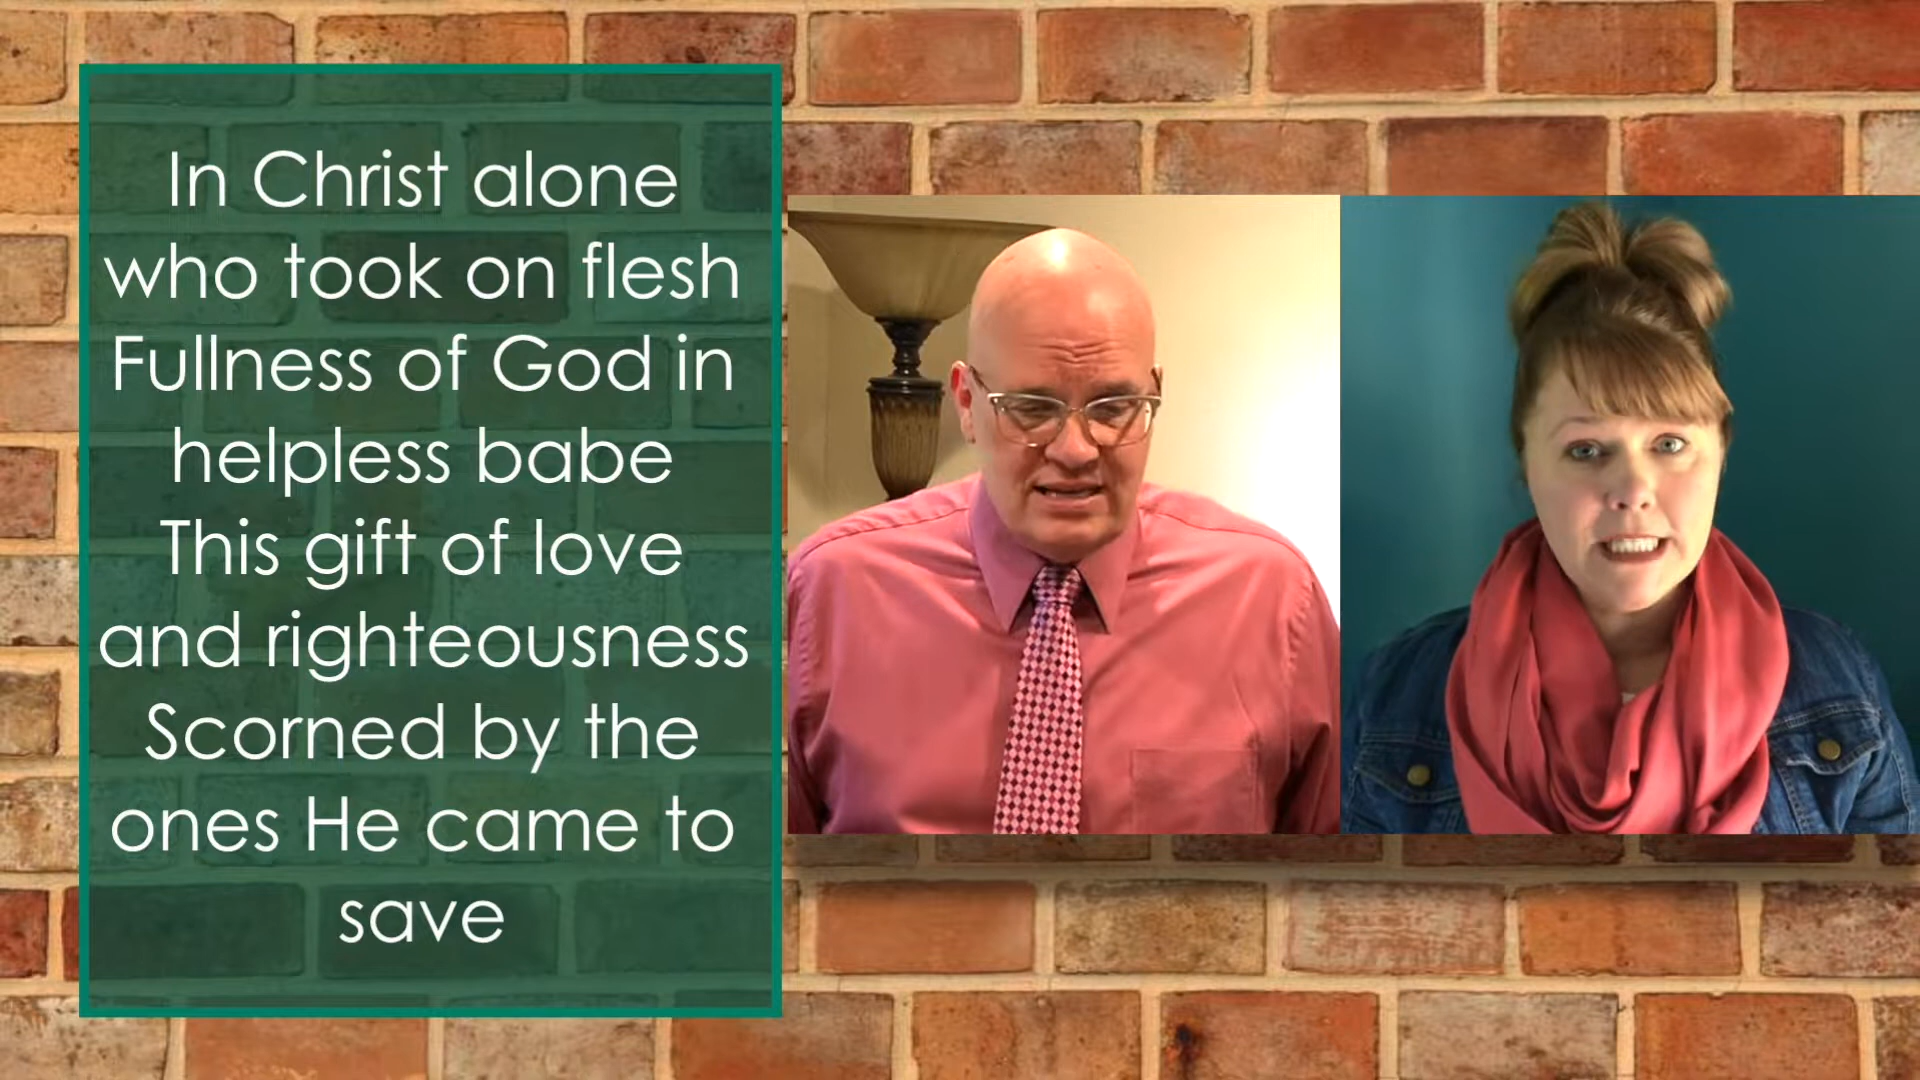 In Christ alone
who took on flesh
Fullness of God in
helpless babe
This gift of love
and righteousness
Scorned by the
ones He came to
save